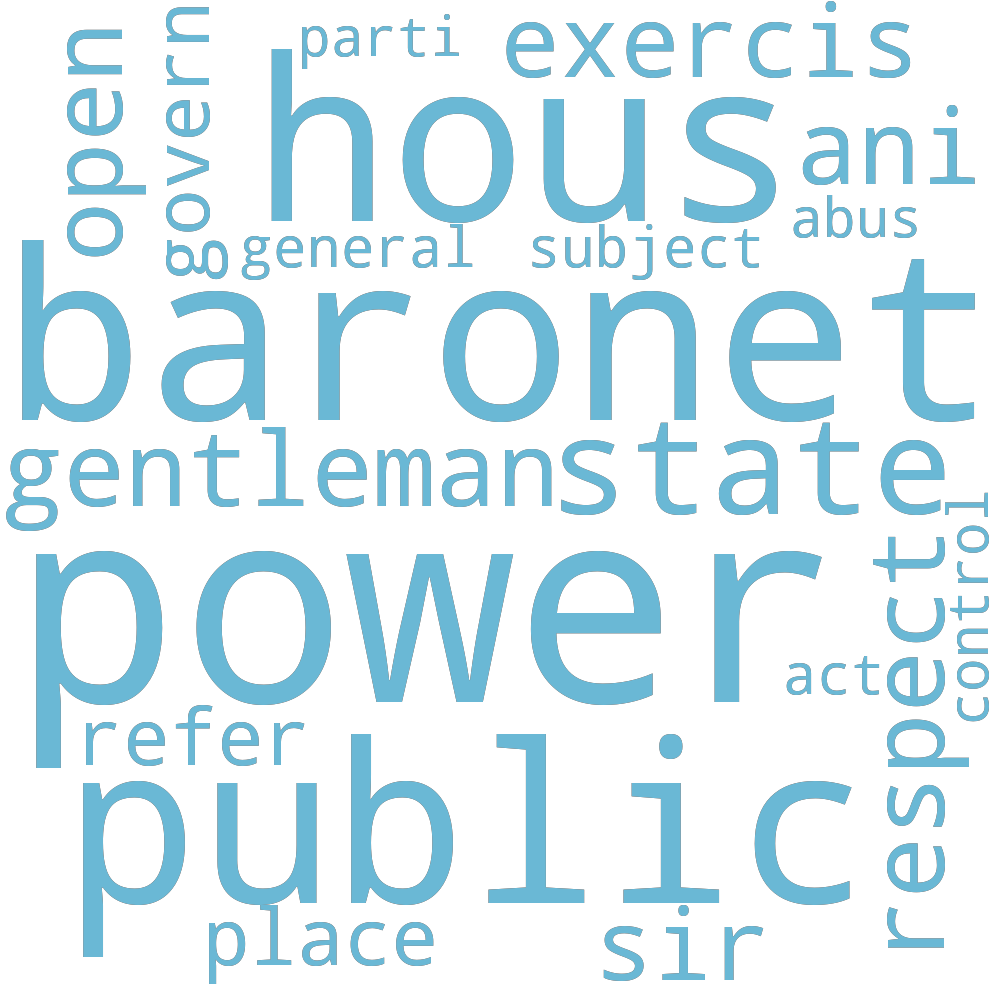 parti
exercis
open
govern
hous
ani
abus
general
subject
baronet
gentleman
state
power
respect
control
act
refer
public
place
sir